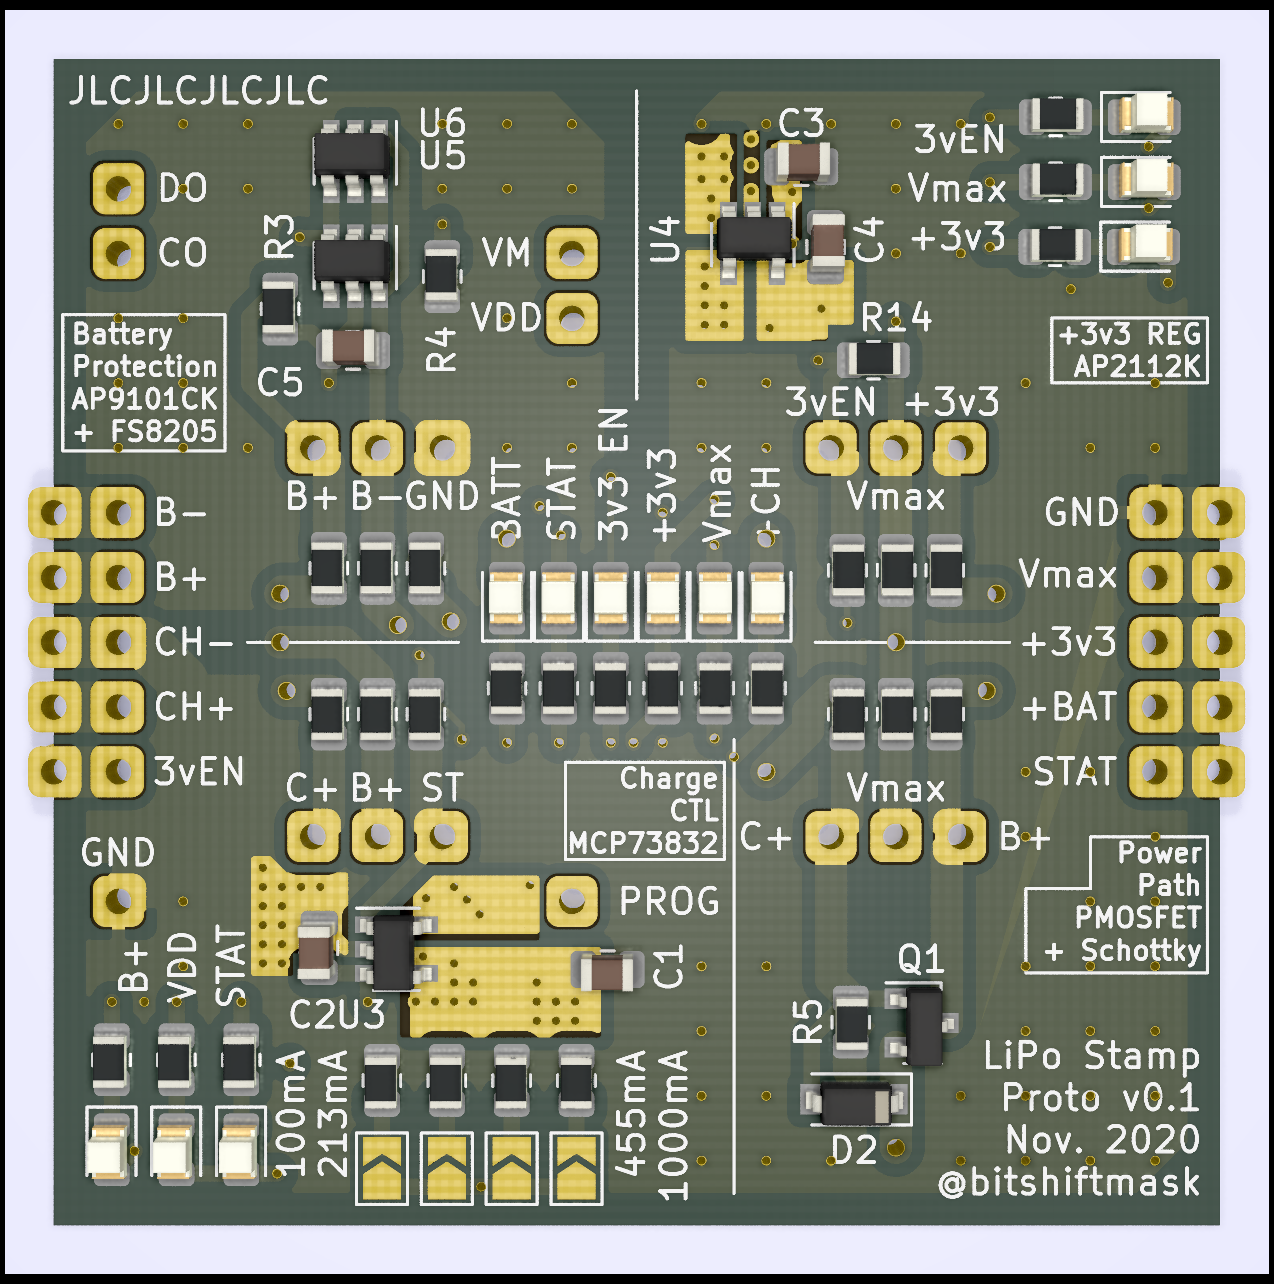 JLCJLCJLCJLC
U6
U5
DO
CO
R3
VM
VDD
R4
C5
Battery
Protection
AP9101CK
+ FS8205
B+ B- GND
C3
U4
C4
R14
3vEN
Vmax
+3v3
+3v3 REG
AP2112K
3vEN +3v3
Vmax
BATT
STAT
3v3 EN
+3v3
Vmax
+CH
B-
B+
CH-
CH+
3vEN
GND
Vmax
+3v3
+BAT
STAT
C+ B+ ST
Charge
CTL
MCP73832
Vmax
C+
B+
GND
PROG
B+
VDD
STAT
C2U3
C1
100mA
213mA
455mA
1000mA
Power
Path
PMOSFET
+ Schottky
Q1
R5
D2
LiPo Stamp
Proto v0.1
Nov. 2020
@bitshiftmask